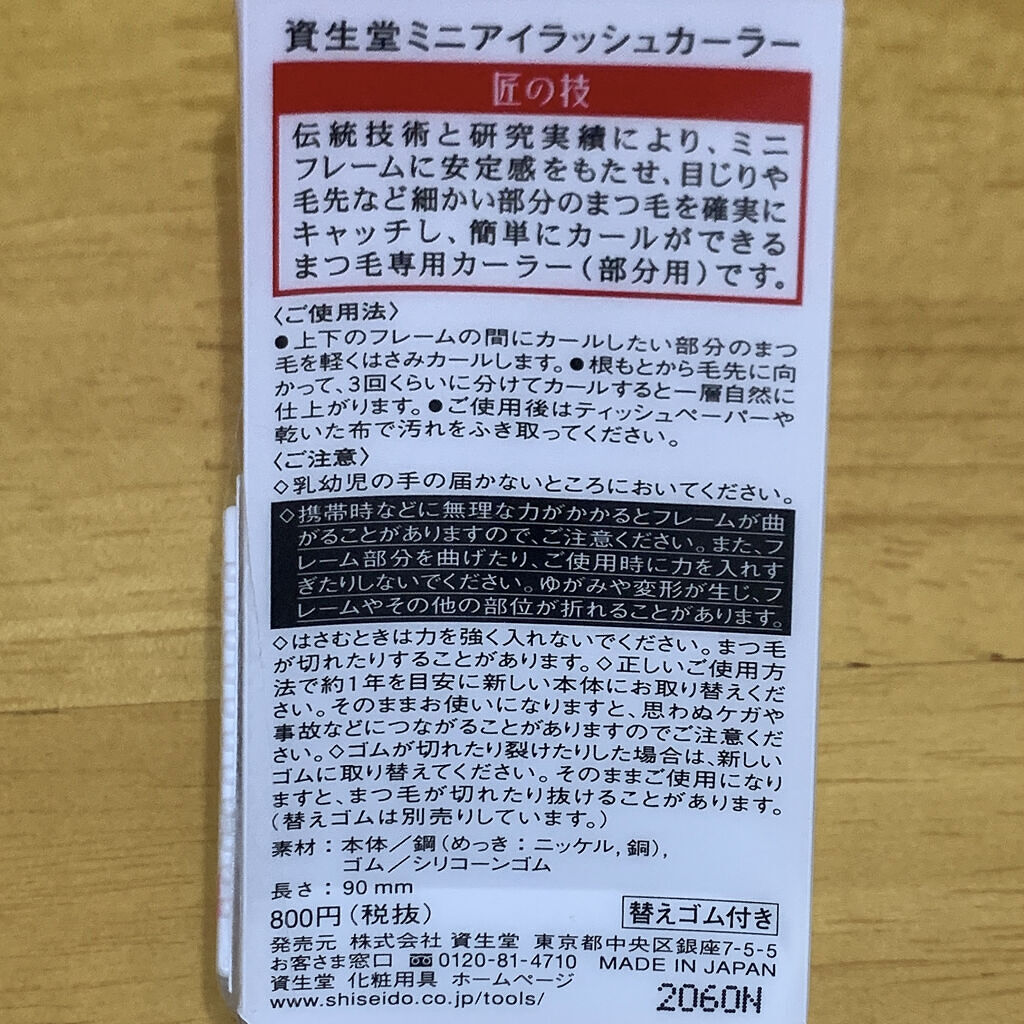 資生堂ミニアイラッシュカーラー
匠の技
伝統技術と研究実績により、ミニ
フレームに安定感をもたせ、目じりや
毛先など細かい部分のまつ毛を確実に
キャッチし、簡単にカールができる
まつ毛専用カーラー(部分用)です。
〈ご使用法〉
●上下のフレームの間にカールしたい部分のまつ
毛を軽くはさみカールします。●根もとから毛先に向
かって、3回くらいに分けてカールすると一層自然に
仕上がります。●ご使用後はティッシュペーパーや
乾いた布で汚れをふき取ってください。
〈ご注意〉
◇乳幼児の手の届かないところにおいてください。
◇携帯時などに無理な力がかかるとフレームが曲
がることがありますので、ご注意ください。また、フ
レーム部分を曲げたり、ご使用時に力を入れす
ぎたりしないでください。ゆがみや変形が生じ、フ
レームやその他の部位が折れることがあります。
◇はさむときは力を強く入れないでください。まつ毛
が切れたりすることがあります。◇正しいご使用方
法で約1年を目安に新しい本体にお取り替えくだ
さい。そのままお使いになりますと、思わぬケガや
事故などにつながることがありますのでご注意くだ
さい。◇ゴムが切れたり裂けたりした場合は、新しい
ゴムに取り替えてください。そのままご使用になり
ますと、まつ毛が切れたり抜けることがあります。
(替えゴムは別売りしています。)
素材:本体/鋼(めっき:ニッケル,銅),
ゴム/シリコーンゴム
長さ:90mm
800円(税抜) 替えゴム付き
発売元 株式会社 資生堂 東京都中央区銀座7-5-5
お客さま窓口 0120-81-4710 MADE IN JAPAN
資生堂 化粧用具 ホームページ
www.shiseido.co.jp/tools/ 2060N